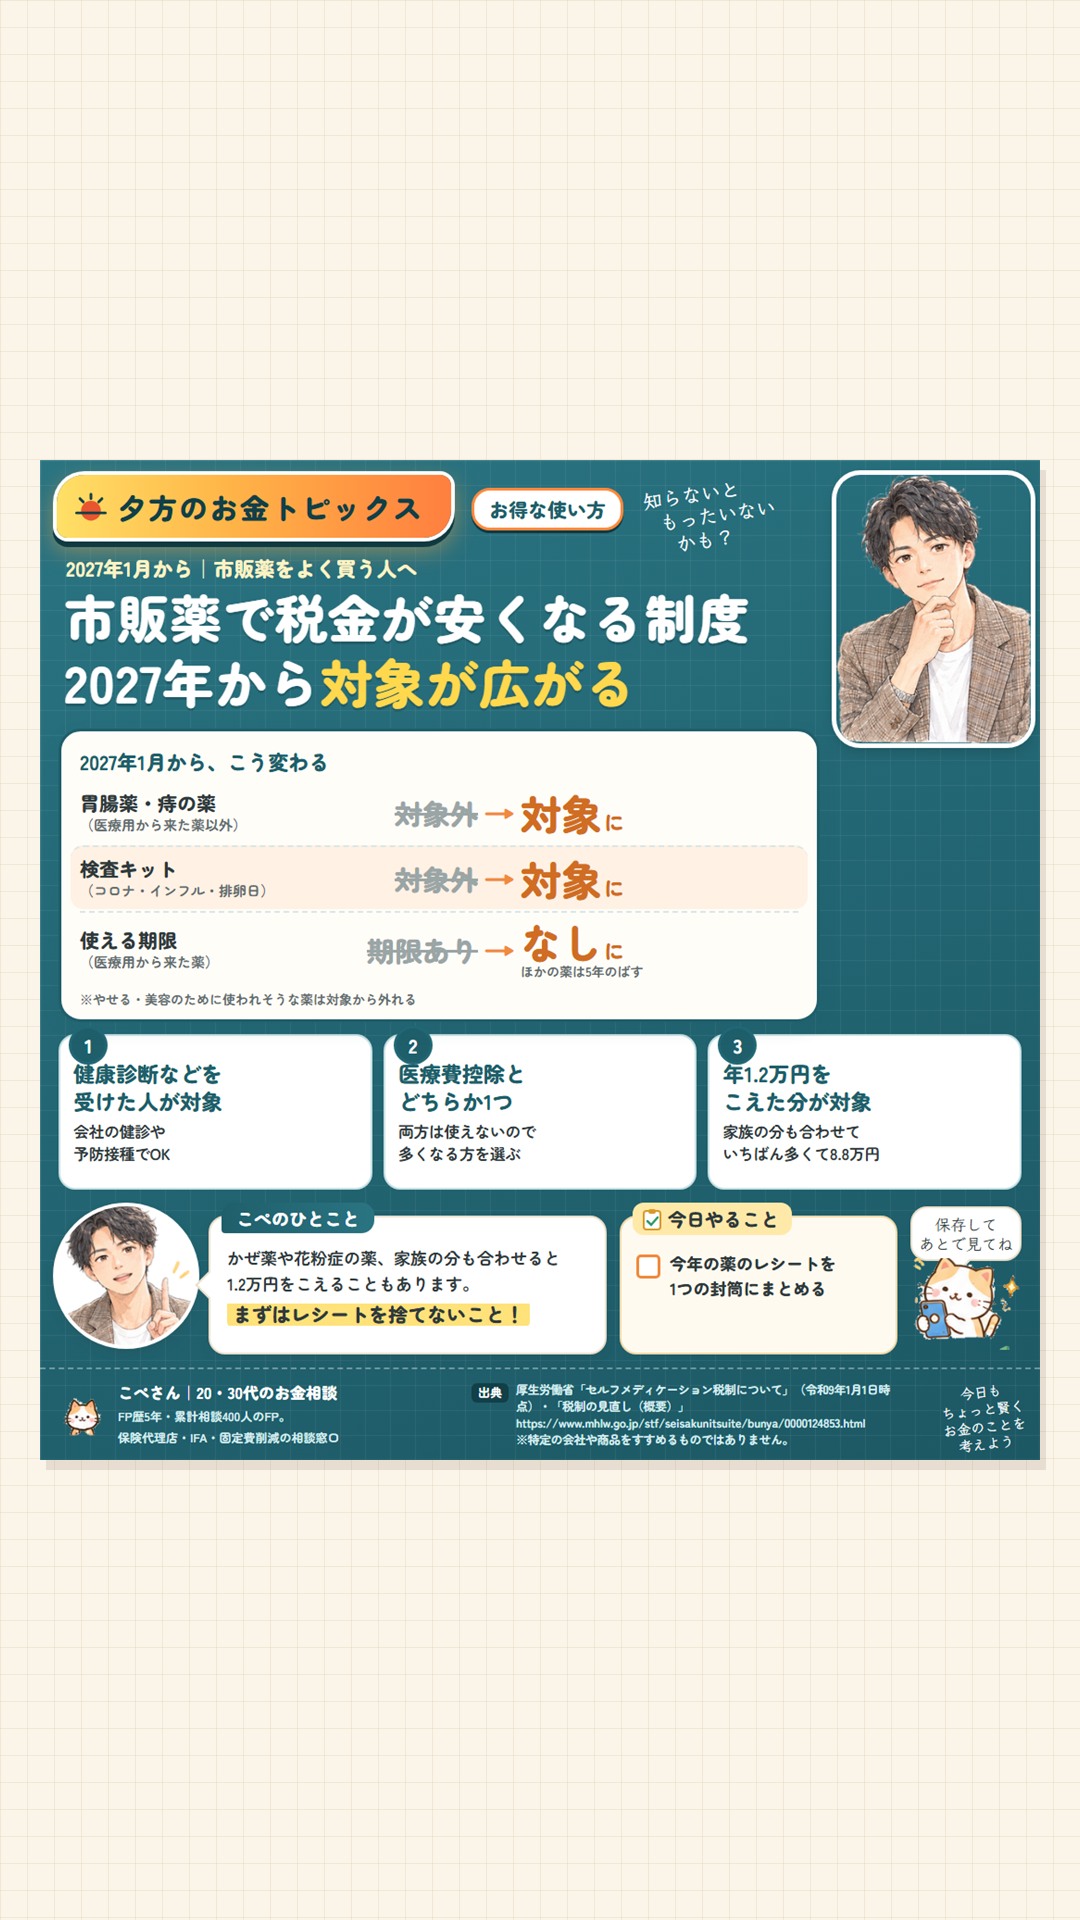 夕方のお金トピックス
お得な使い方
知らないと
もったいない
かも？
2027年1月から｜市販薬をよく買う人へ
市販薬で税金が安くなる制度
2027年から対象が広がる
2027年1月から、こう変わる
胃腸薬・痔の薬
（医療用から来た薬以外）
対象外→対象に
検査キット
（コロナ・インフル・排卵日）
対象外→対象に
使える期限
（医療用から来た薬）
期限あり→なしに
ほかの薬は5年のばす
※やせる・美容のために使われそうな薬は対象から外れる
1
健康診断などを
受けた人が対象
会社の健診や
予防接種でOK
2
医療費控除と
どちらか1つ
両方は使えないので
多くなる方を選ぶ
3
年1.2万円を
こえた分が対象
家族の分も合わせて
いちばん多くて8.8万円
こぺのひとこと
かぜ薬や花粉症の薬、家族の分も合わせると
1.2万円をこえることもあります。
まずはレシートを捨てないこと！
今日やること
今年の薬のレシートを
1つの封筒にまとめる
保存して
あとで見てね
こぺさん｜20・30代のお金相談
FP歴5年・累計相談400人のFP。
保険代理店・IFA・固定費削減の相談窓口
出典
厚生労働省「セルフメディケーション税制について」（令和9年1月1日時
点）・「税制の見直し（概要）」
https://www.mhlw.go.jp/stf/seisakunitsuite/bunya/0000124853.html
※特定の会社や商品をすすめるものではありません。
今日も
ちょっと賢く
お金のことを
考えよう